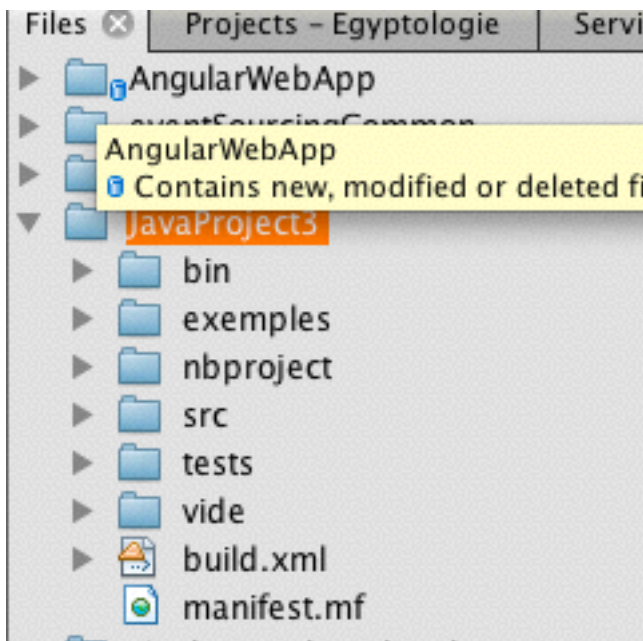 Files Projects – Egyptologie
AngularWebApp
eventSourcingCommon
AngularWebApp
Contains new, modified or deleted
JavaProject3
bin
exemples
nbproject
src
tests
vide
build.xml
manifest.mf